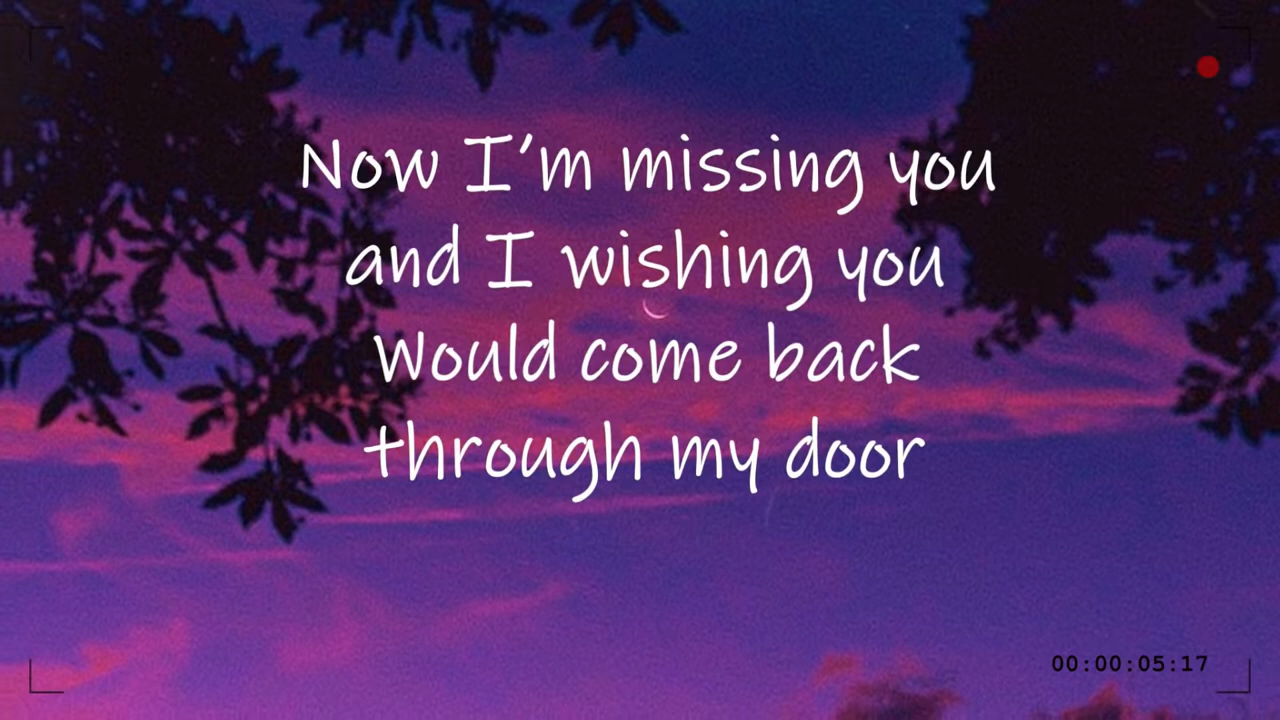 Now I'm missing you
and I wishing you
Would come back
through my door
00:00:05:17